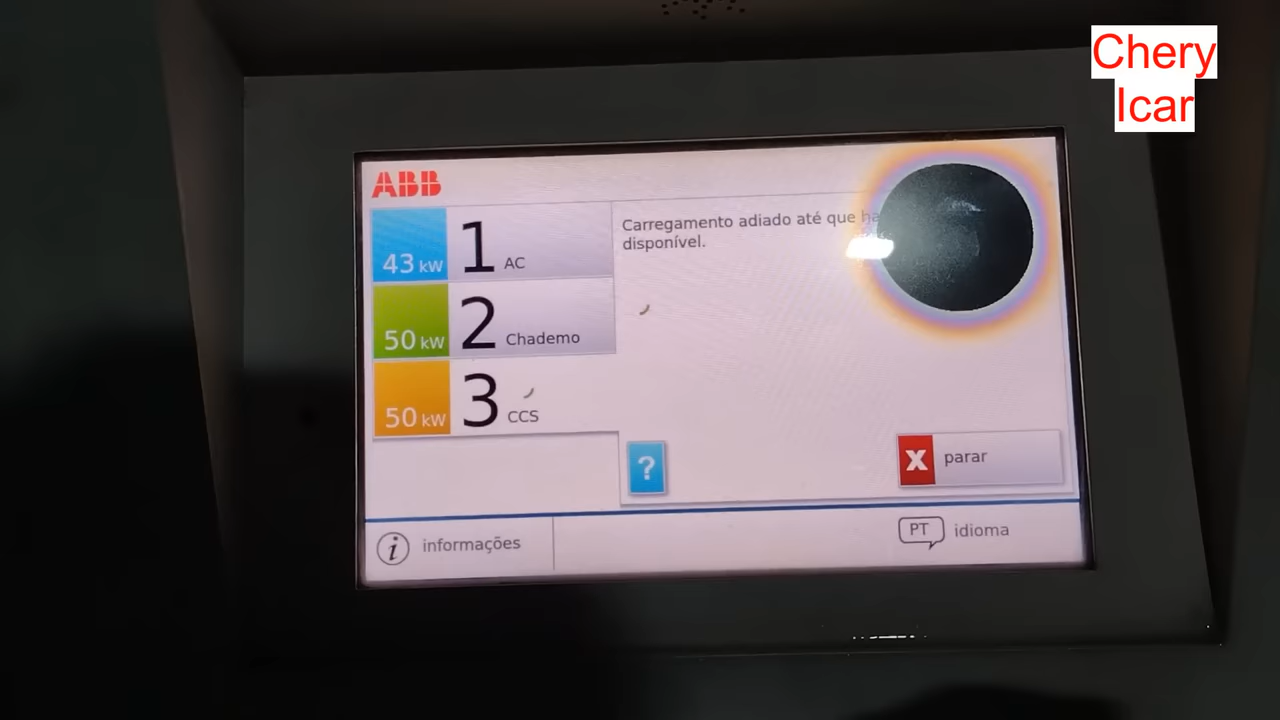 Chery
Icar
ABB
43 kW
1 AC
50 kW
2 Chademo
50 kW
3 CCS
Carregamento adiado até que
disponível.
?
X parar
i informações
PT idioma